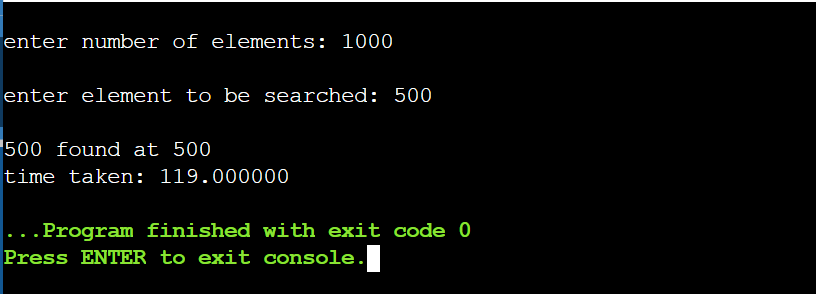 enter number of elements: 1000
enter element to be searched: 500
500 found at 500
time taken: 119.000000
...Program finished with exit code 0
Press ENTER to exit console.